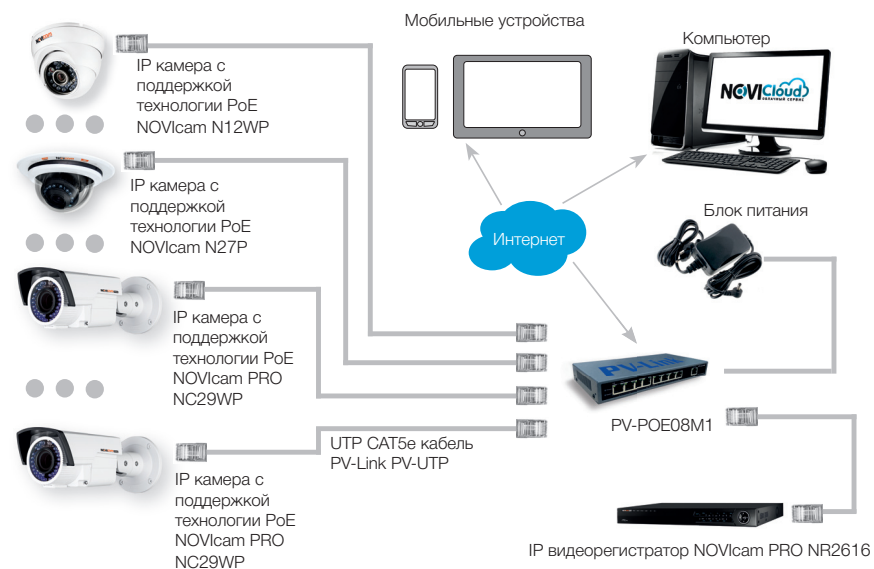 Мобильные устройства
Компьютер
IP камера с
поддержкой
технологии PoE
NOVIcam N12WP
NOVICloud
ОБЛАЧНЫЙ СЕРВИС
IP камера с
поддержкой
технологии PoE
NOVIcam N27P
Интернет
Блок питания
IP камера с
поддержкой
технологии PoE
NOVIcam PRO
NC29WP
PV-Link
PV-POE08M1
UTP CAT5e кабель
PV-Link PV-UTP
IP камера с
поддержкой
технологии PoE
NOVIcam PRO
NC29WP
IP видеорегистратор NOVIcam PRO NR2616